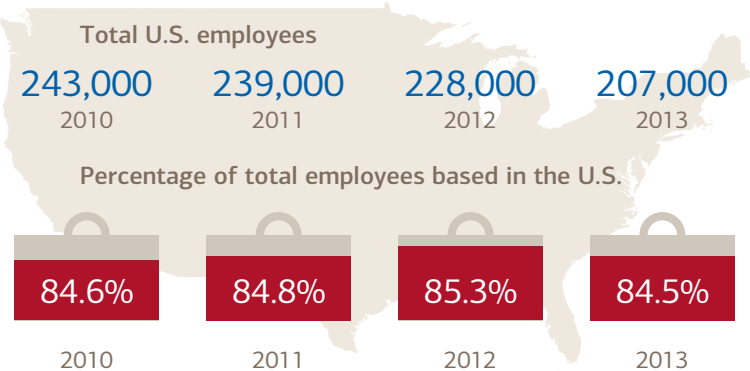 Total U.S. employees
243,000 239,000 228,000 207,000
2010 2011 2012 2013
Percentage of total employees based in the U.S.
84.6% 84.8% 85.3% 84.5%
2010 2011 2012 2013